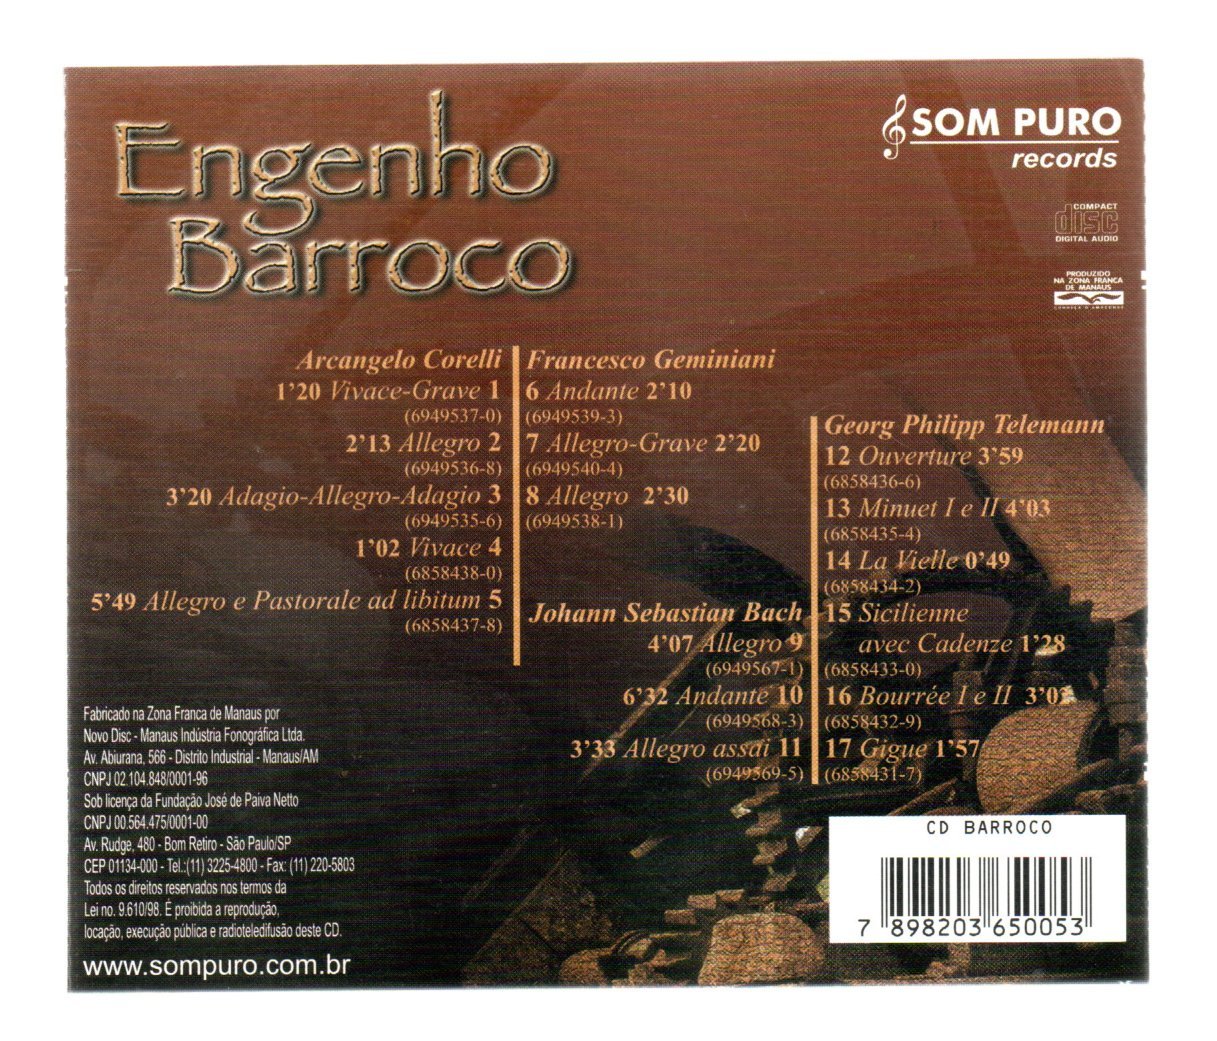 Engenho
Barroco
SOM PURO
records
COMPACT
disc
DIGITAL AUDIO
PRODUZIDO
NA ZONA FRANCA
DE MANAUS
CONHEÇA O AMAZONAS
Arcangelo Corelli
1'20 Vivace-Grave 1
(6949537-0)
2'13 Allegro 2
(6949536-8)
3'20 Adagio-Allegro-Adagio 3
(6949535-6)
1'02 Vivace 4
(6858438-0)
5'49 Allegro e Pastorale ad libitum 5
(6858437-8)
Francesco Geminiani
6 Andante 2'10
(6949539-3)
7 Allegro-Grave 2'20
(6949540-4)
8 Allegro 2'30
(6949538-1)
Johann Sebastian Bach
4'07 Allegro 9
(6949567-1)
6'32 Andante 10
(6949568-3)
3'33 Allegro assai 11
(6949569-5)
Georg Philipp Telemann
12 Ouverture 3'59
(6858436-6)
13 Minuet I e II 4'03
(6858435-4)
14 La Vielle 0'49
(6858434-2)
15 Sicilienne
avec Cadenze 1'28
(6858433-0)
16 Bourrée I e II
(6858432-9)
17 Gigue 1'57
(6858431-7)
Fabricado na Zona Franca de Manaus por
Novo Disc - Manaus Indústria Fonográfica Ltda.
Av. Abiurana, 566 - Distrito Industrial - Manaus/AM
CNPJ 02.104.848/0001-96
Sob licença da Fundação José de Paiva Netto
CNPJ 00.564.475/0001-00
Av. Rudge, 480 - Bom Retiro - São Paulo/SP
CEP 01134-000 - Tel.:(11) 3225-4800 - Fax: (11) 220-5803
Todos os direitos reservados nos termos da
Lei no. 9.610/98. É proibida a reprodução,
locação, execução pública e radioteledifusão deste CD.
www.sompuro.com.br
CD BARROCO
7 898203 650053